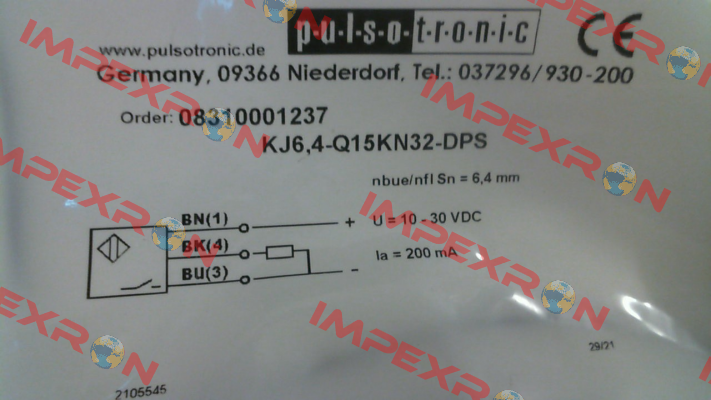 p·u·l·s·o·t·r·o·n·i·c CE
www.pulsotronic.de
Germany, 09366 Niederdorf, Tel.: 037296/930-200
Order: 08310001237
KJ6,4-Q15KN32-DPS
nbue/nfl Sn = 6,4 mm
BN(1) + U = 10 - 30 VDC
BK(4) Ia = 200 mA
BU(3) -
29/21
2105545
IMPEXRON
IMPEXRON
IMPEXRON
IMPEXRON
IMPEXRON
IMPEXRON